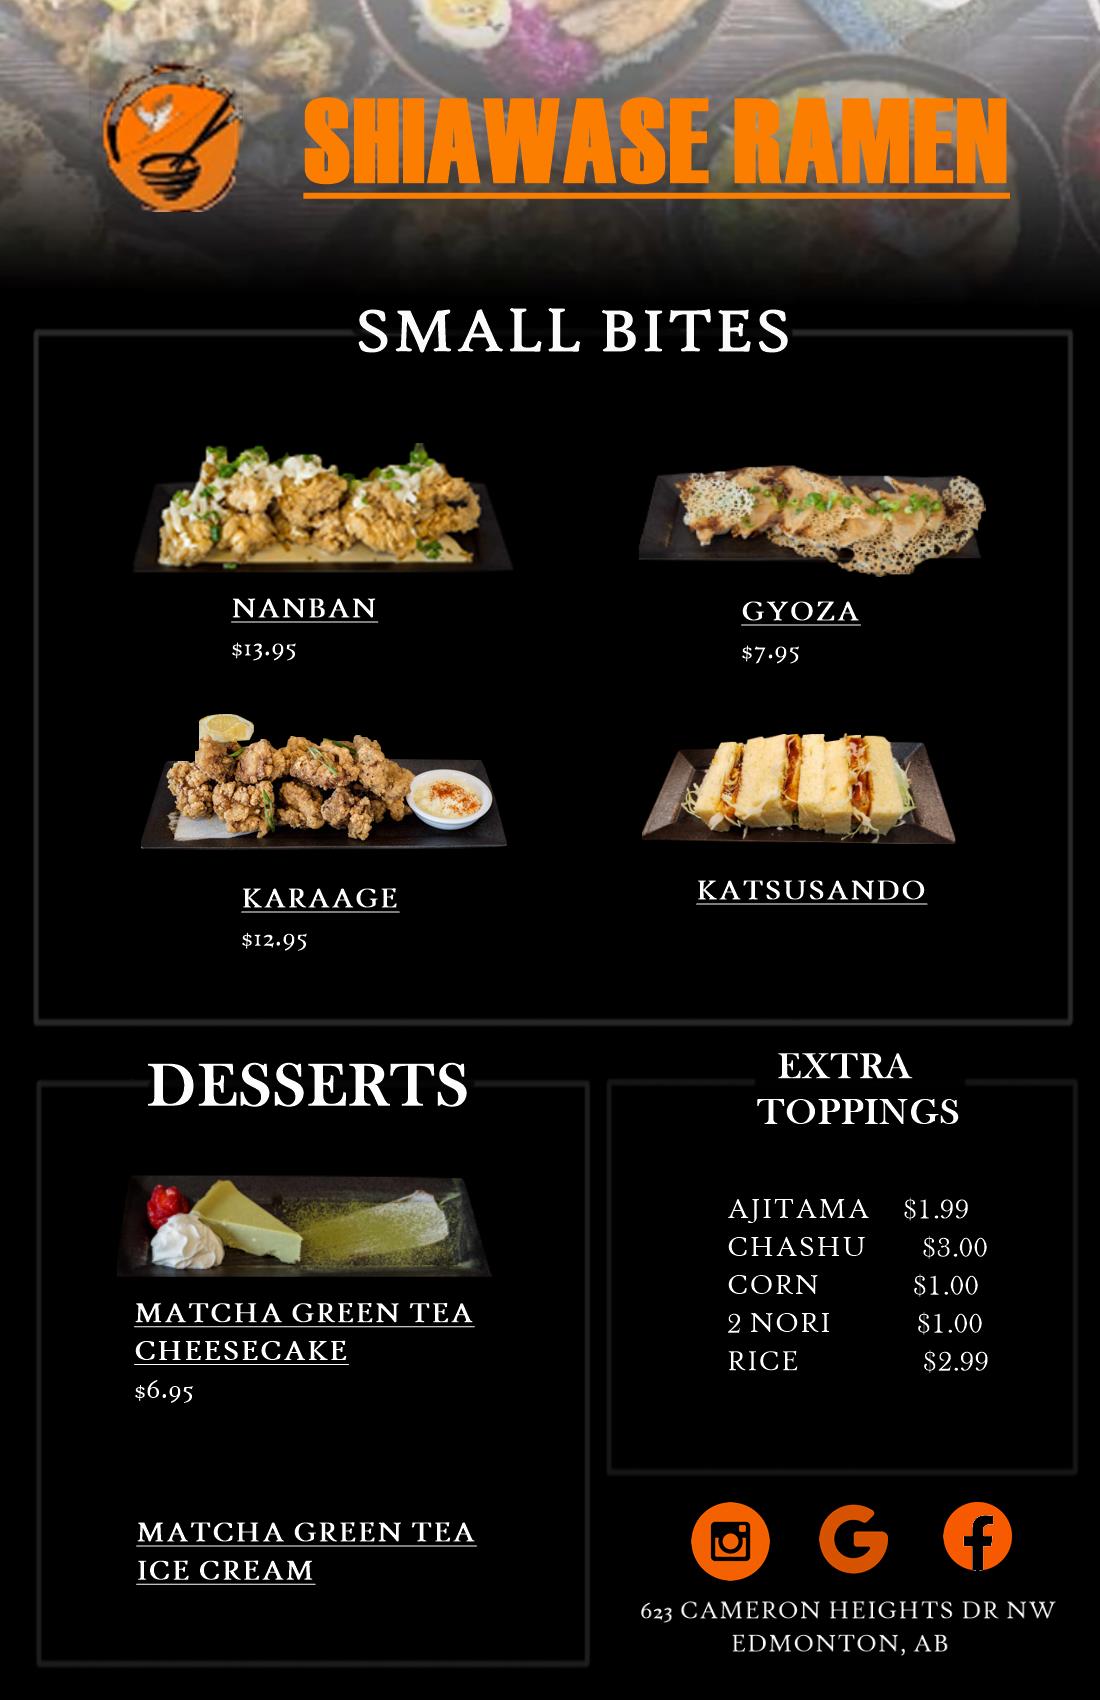 SHIAWASE RAMEN
SMALL BITES
NANBAN
$13.95
GYOZA
$7.95
KARAAGE
$12.95
KATSUSANDO
DESSERTS
MATCHA GREEN TEA
CHEESECAKE
$6.95
MATCHA GREEN TEA
ICE CREAM
EXTRA
TOPPINGS
AJITAMA $1.99
CHASHU $3.00
CORN $1.00
2 NORI $1.00
RICE $2.99
623 CAMERON HEIGHTS DR NW
EDMONTON, AB